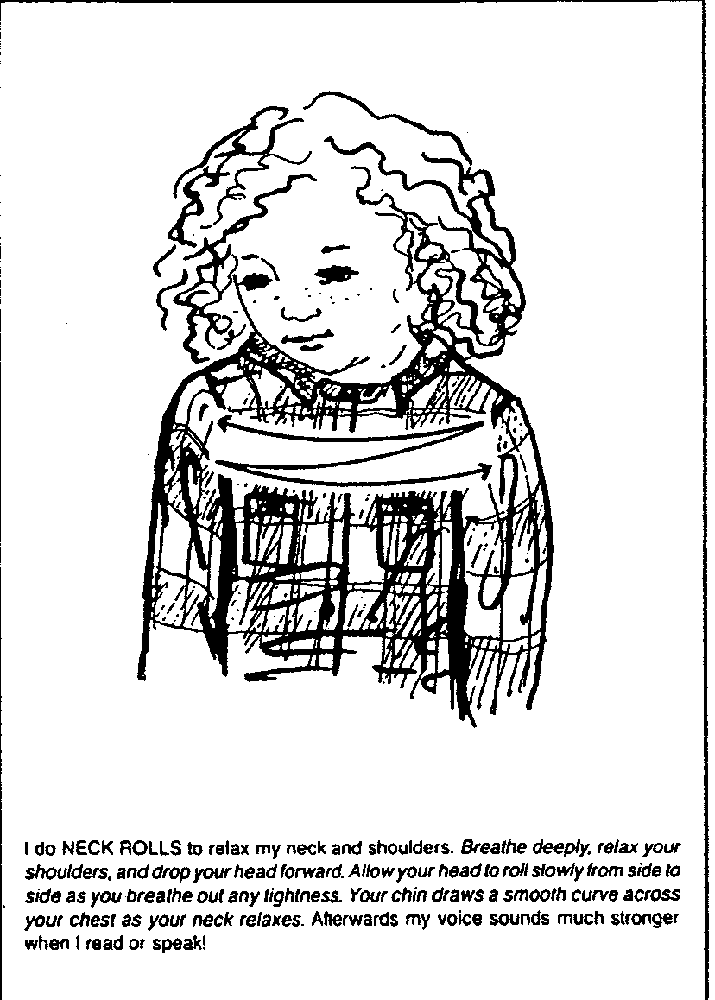 I do NECK ROLLS to relax my neck and shoulders. Breathe deeply, relax your
shoulders, and drop your head forward. Allow your head to roll slowly from side to
side as you breathe out any tightness. Your chin draws a smooth curve across
your chest as your neck relaxes. Afterwards my voice sounds much stronger
when I read or speak!